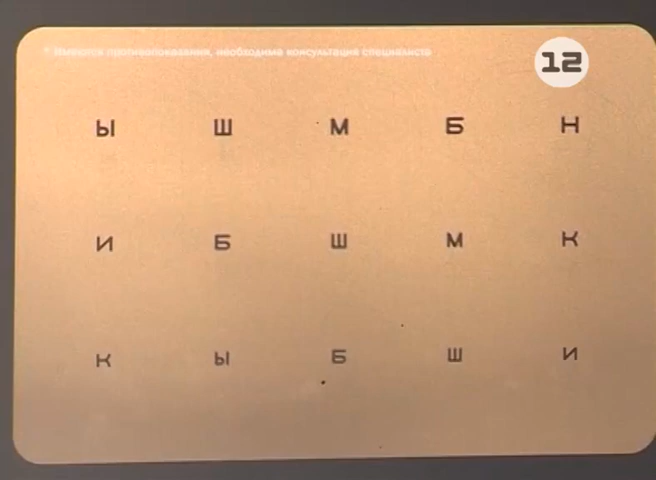 * Имеются противопоказания, необходима консультация специалиста
12
Ы Ш М Б Н
И Б Ш М К
К Ы Б Ш И